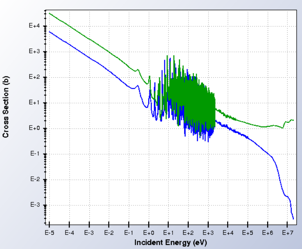 Cross Section (b)
E+4
E+3
E+2
E+1
E+0
E-1
E-2
E-3
E-5 E-4 E-3 E-2 E-1 E+0 E+1 E+2 E+3 E+4 E+5 E+6 E+7
Incident Energy (eV)